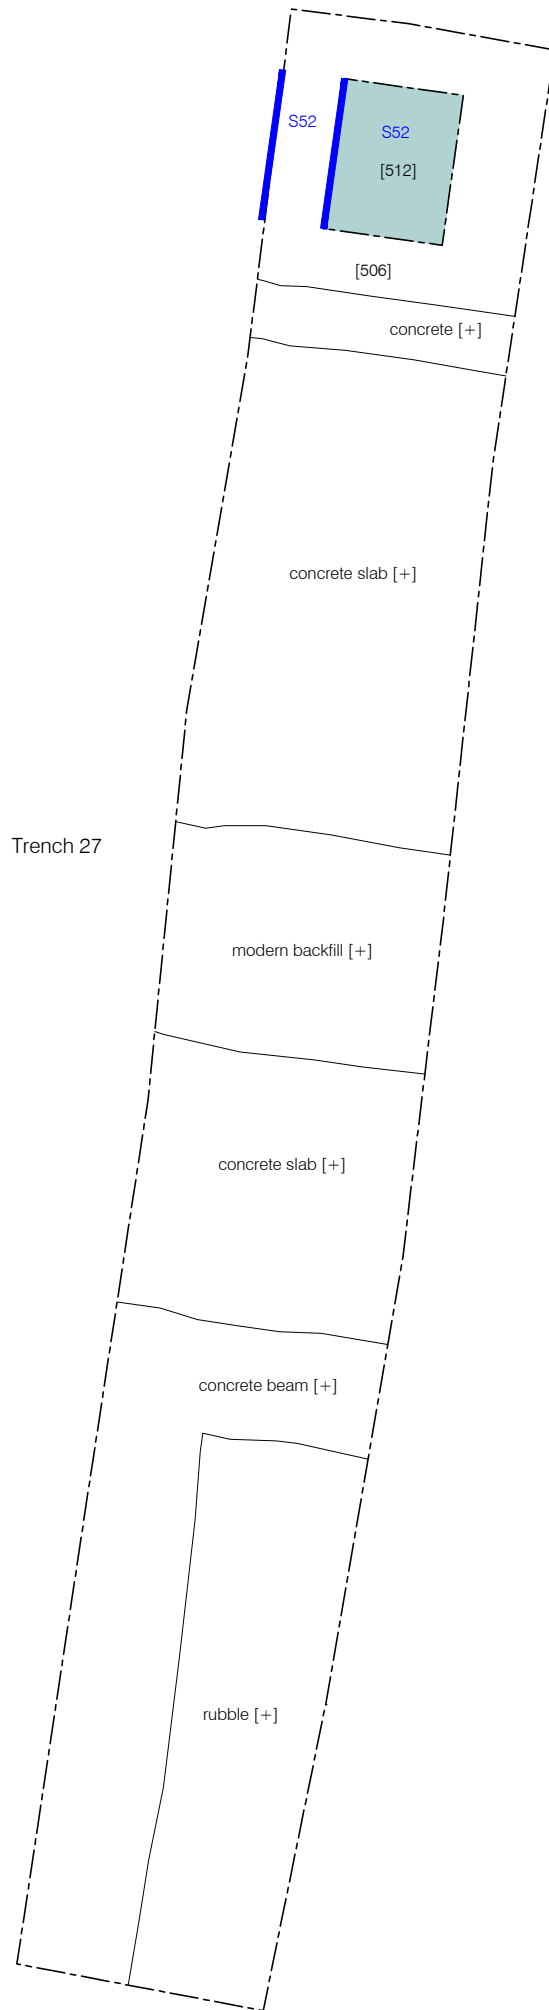 S52
S52
[512]
[506]
concrete [+]
concrete slab [+]
Trench 27
modern backfill [+]
concrete slab [+]
concrete beam [+]
rubble [+]